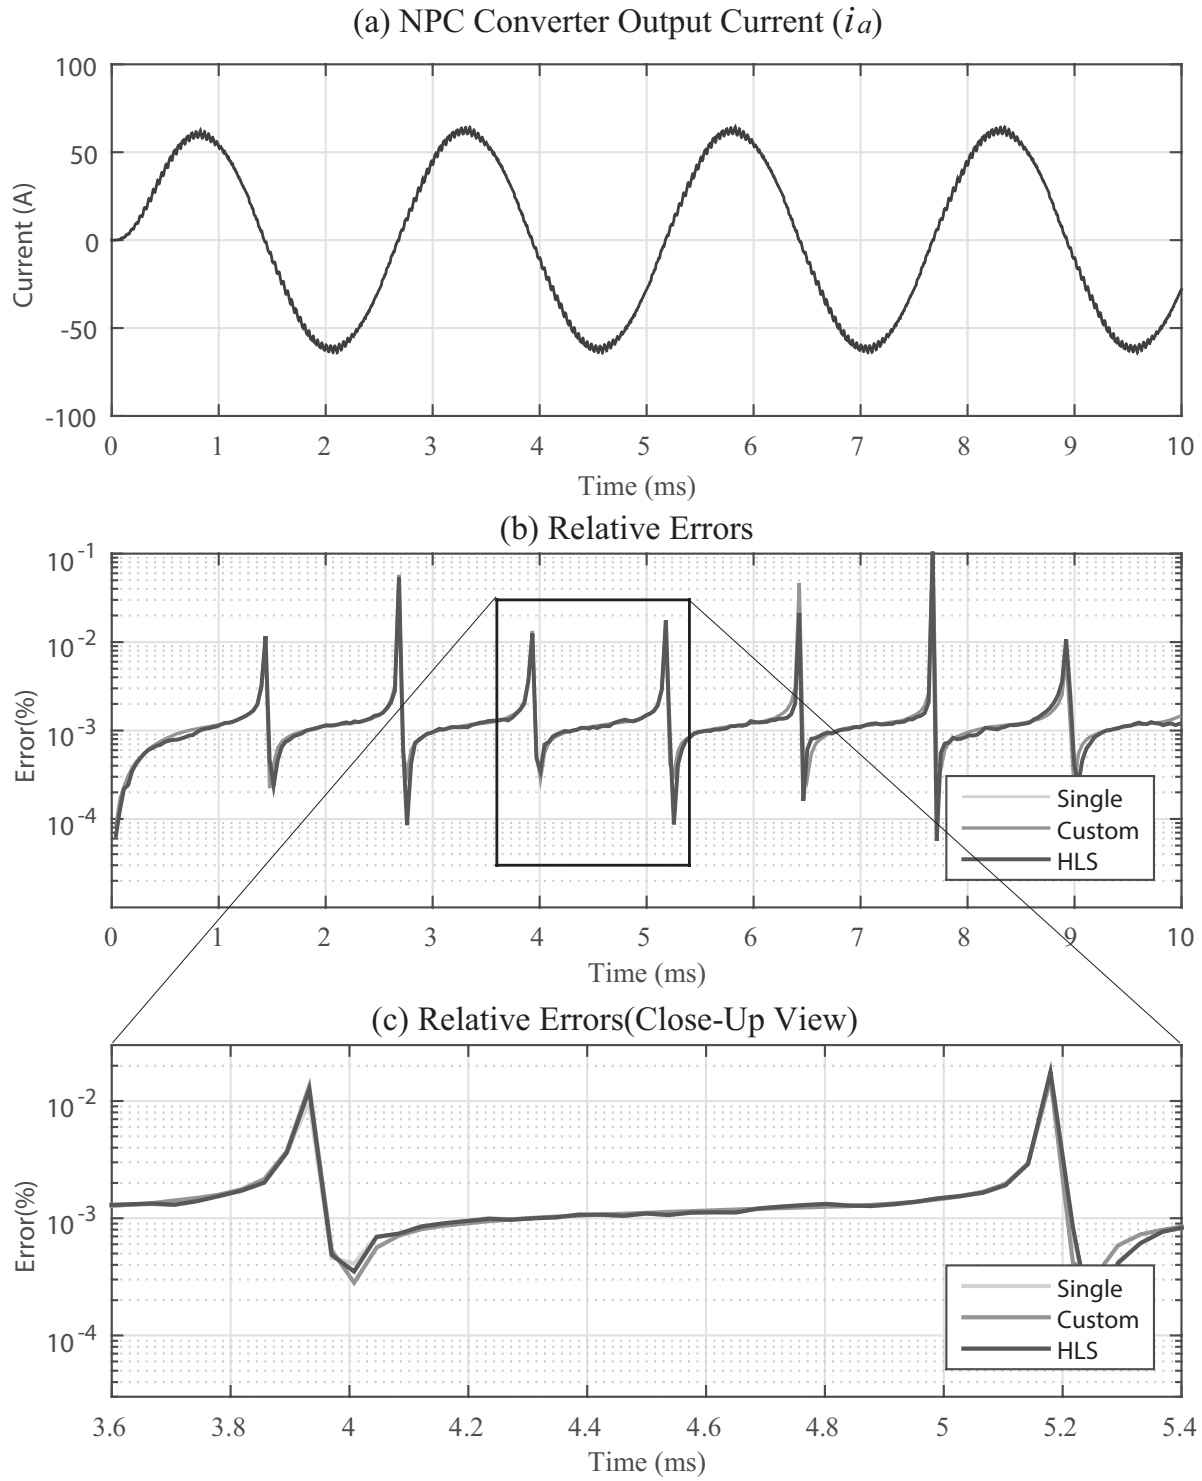 (a) NPC Converter Output Current (ia)
100
50
0
-50
-100
Current (A)
0 1 2 3 4 5 6 7 8 9 10
Time (ms)
(b) Relative Errors
10-1
10-2
10-3
10-4
Error(%)
Single
Custom
HLS
0 1 2 3 4 5 6 7 8 9 10
Time (ms)
(c) Relative Errors(Close-Up View)
10-2
10-3
10-4
Error(%)
Single
Custom
HLS
3.6 3.8 4 4.2 4.4 4.6 4.8 5 5.2 5.4
Time (ms)